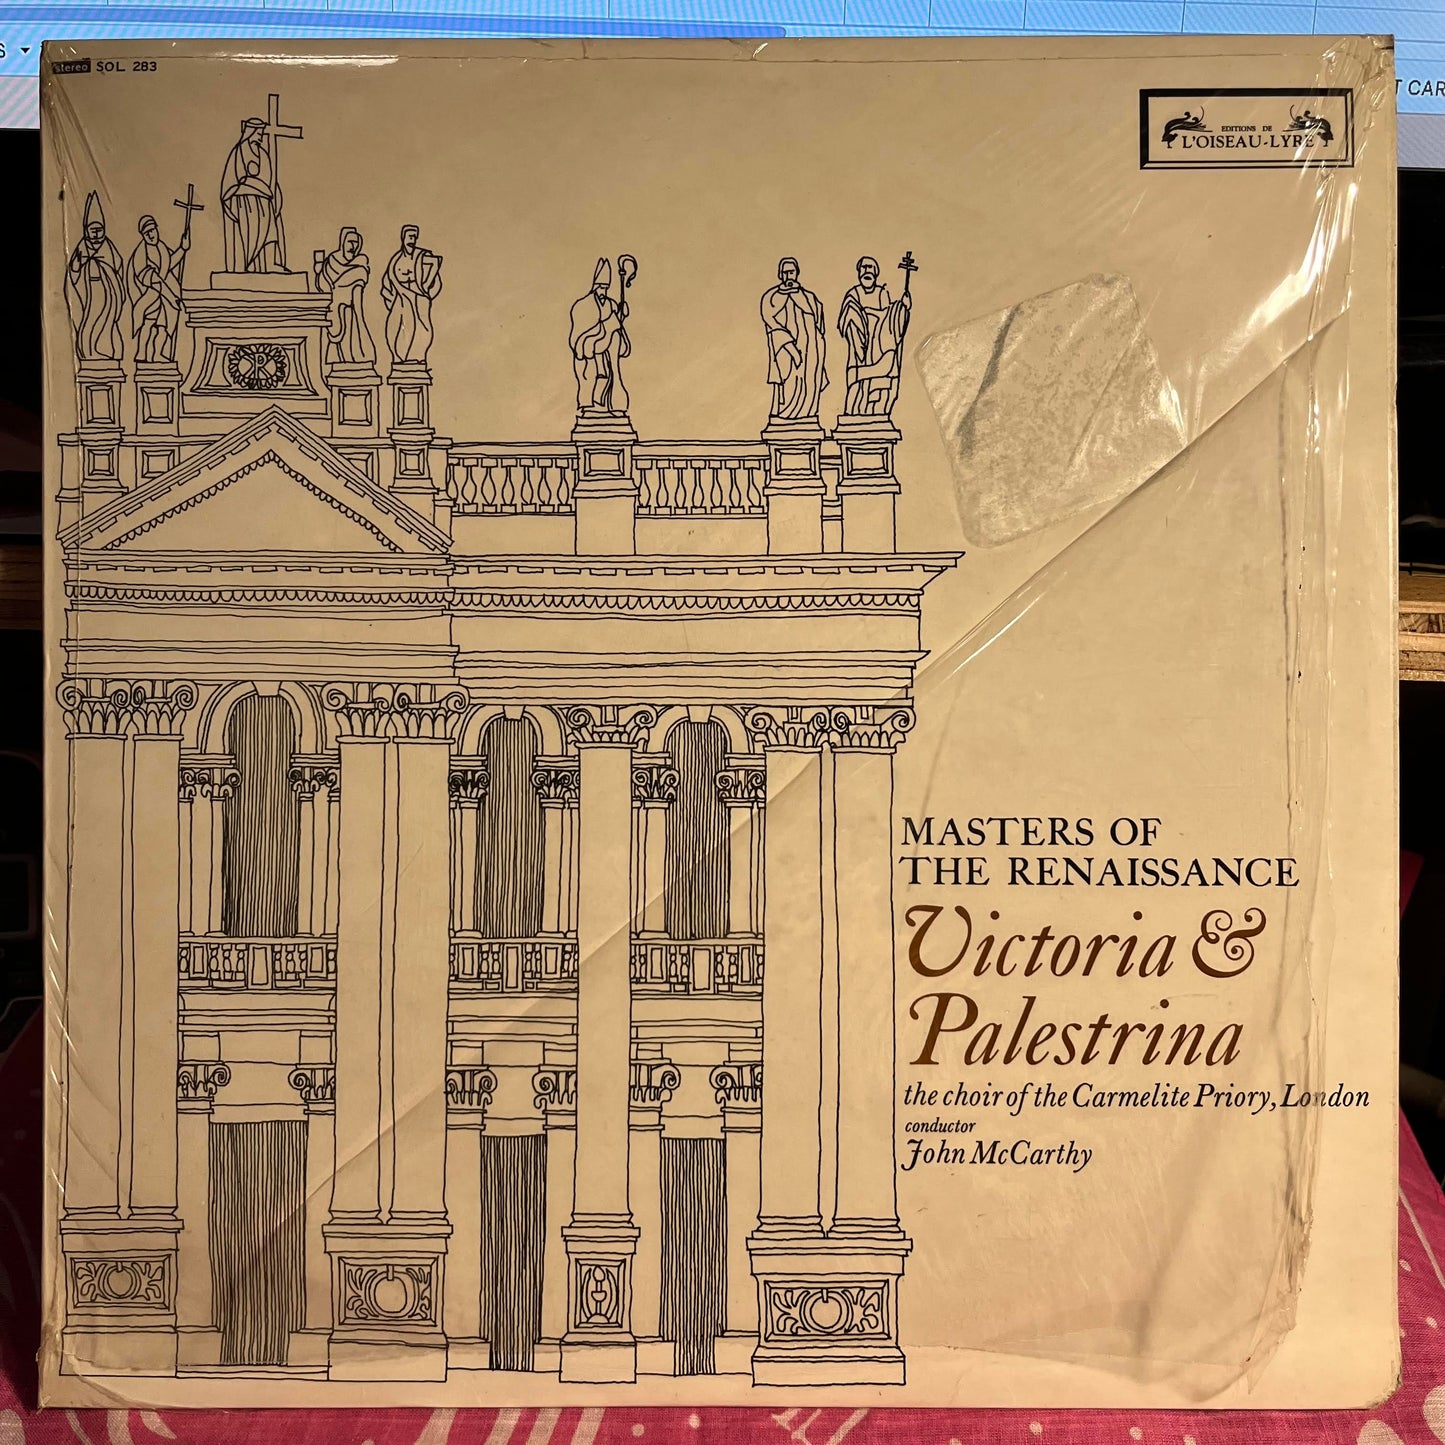 stereo SOL 283
EDITIONS DE
L'OISEAU-LYRE
MASTERS OF
THE RENAISSANCE
Victoria &
Palestrina
the choir of the Carmelite Priory, London
conductor
John McCarthy